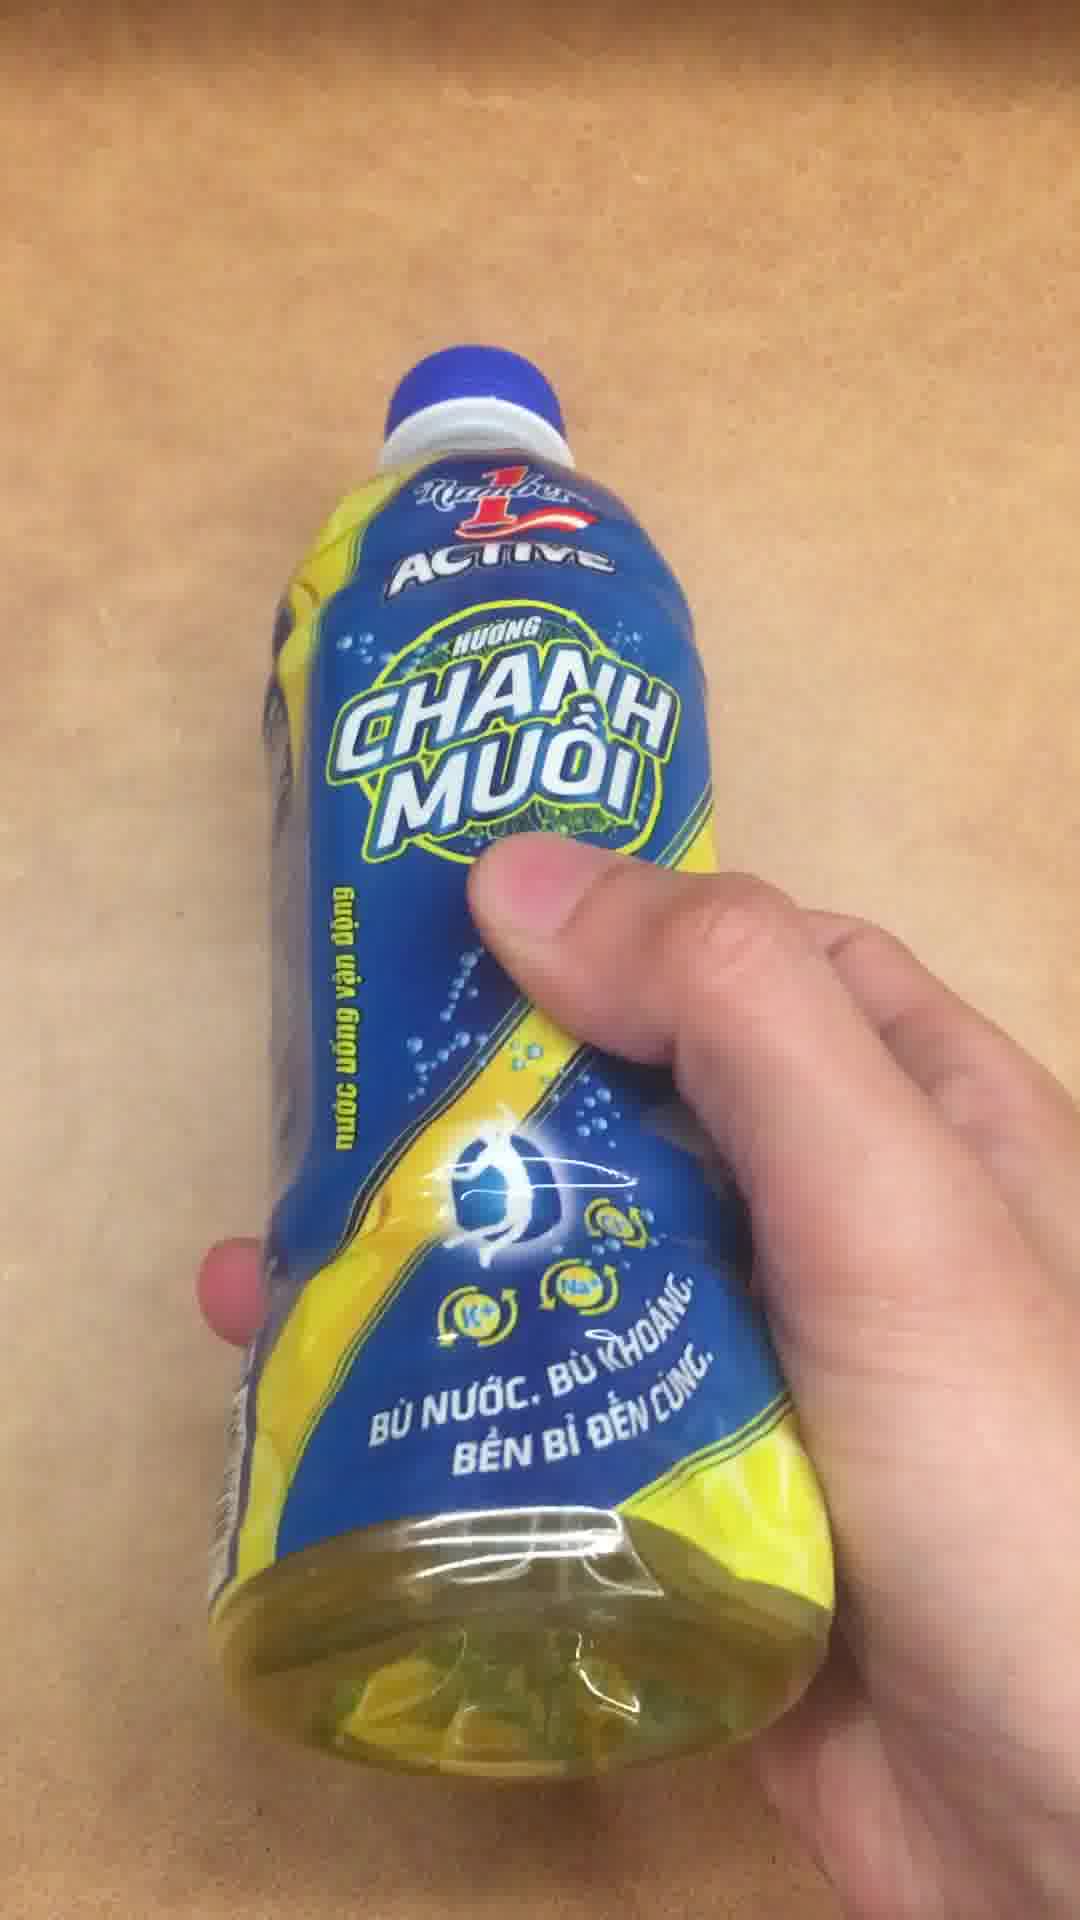 Number 1
ACTIVE
HƯƠNG
CHANH
MUỐI
nước uống vận động
K+
Na+
BÙ NƯỚC. BÙ KHOÁNG.
BỀN BỈ ĐẾN CÙNG.